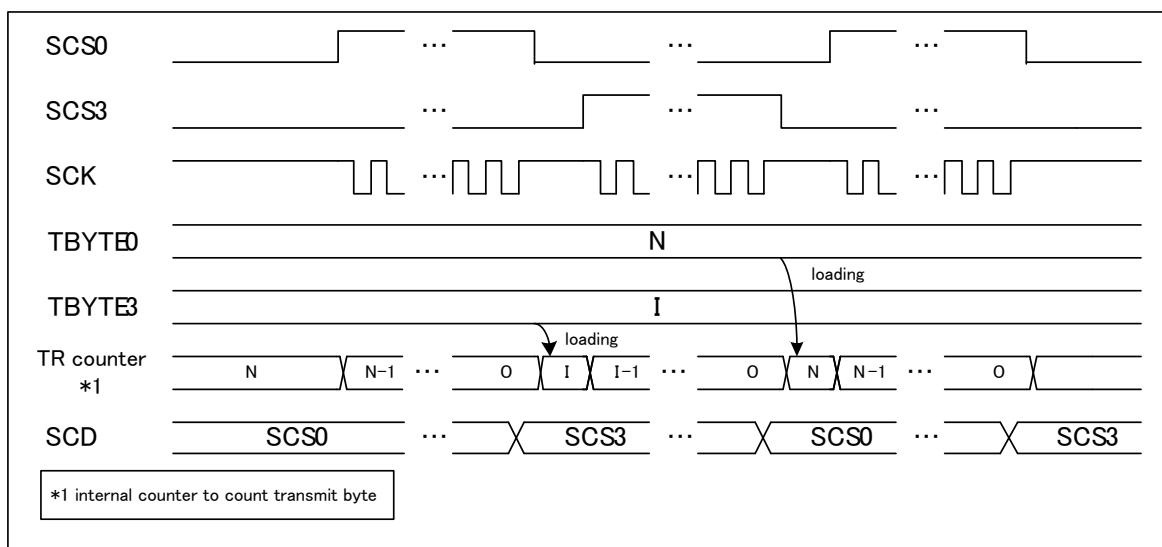 SCS0 ··· ··· ···
SCS3 ··· ··· ···
SCK ··· ··· ···
TBYTE0 N
loading
TBYTE3 I
loading
TR counter
*1
N N-1 ··· 0 I I-1 ··· 0 N N-1 ··· 0
SCD SCS0 ··· SCS3 ··· SCS0 ··· SCS3
*1 internal counter to count transmit byte